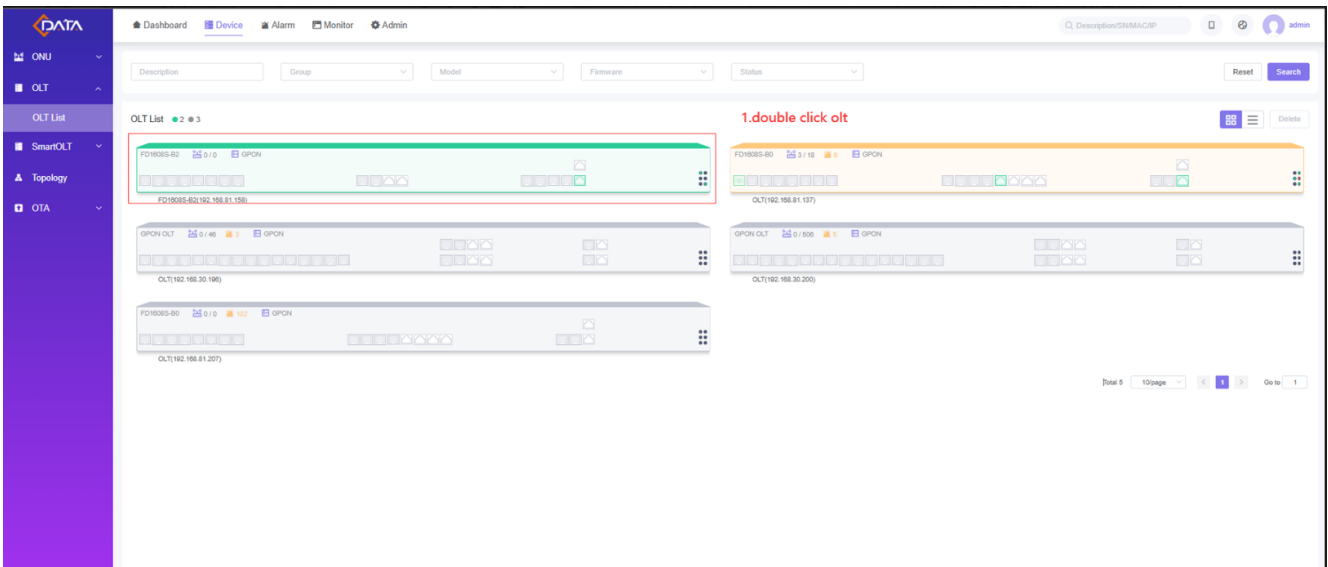 DATA
Dashboard Device Alarm Monitor Admin
Description/SN/MAC/IP
admin
ONU
OLT
OLT List
SmartOLT
Topology
OTA
Description Group Model Firmware Status Reset Search
OLT List 2 3
1.double click olt
Delete
FD1608S-B2 0 / 0 GPON
FD1608S-B2(192.168.81.158)
FD1608S-B0 3 / 18 GPON
OLT(192.168.81.137)
GPON OLT 0 / 46 3 GPON
OLT(192.168.30.196)
GPON OLT 0 / 506 5 GPON
OLT(192.168.30.200)
FD1608S-B0 0 / 0 102 GPON
OLT(192.168.81.207)
Total 5 10/page 1 Go to 1